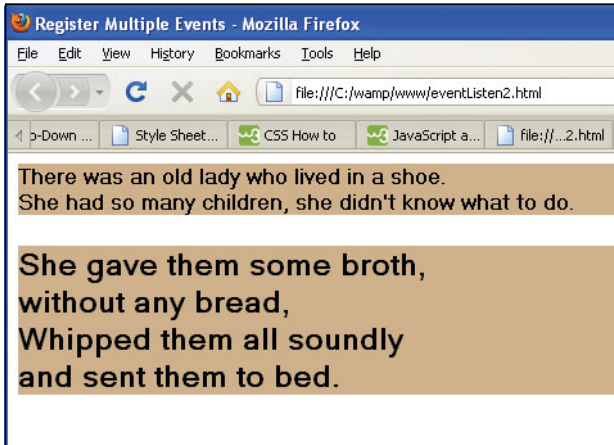 Register Multiple Events - Mozilla Firefox
File Edit View History Bookmarks Tools Help
file:///C:/wamp/www/eventListen2.html
o-Down ... Style Sheet... CSS How to JavaScript a... file://...2.html
There was an old lady who lived in a shoe.
She had so many children, she didn't know what to do.
She gave them some broth,
without any bread,
Whipped them all soundly
and sent them to bed.